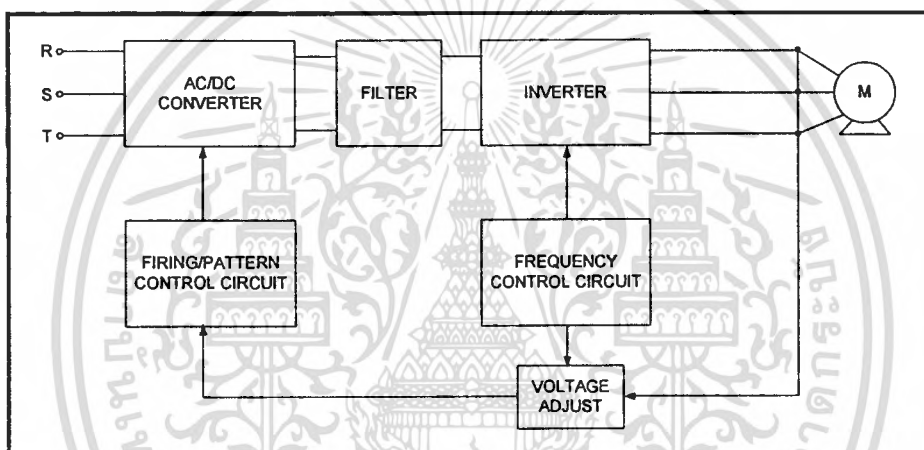 R
S
T
AC/DC
CONVERTER
FILTER
INVERTER
M
FIRING/PATTERN
CONTROL CIRCUIT
FREQUENCY
CONTROL CIRCUIT
VOLTAGE
ADJUST